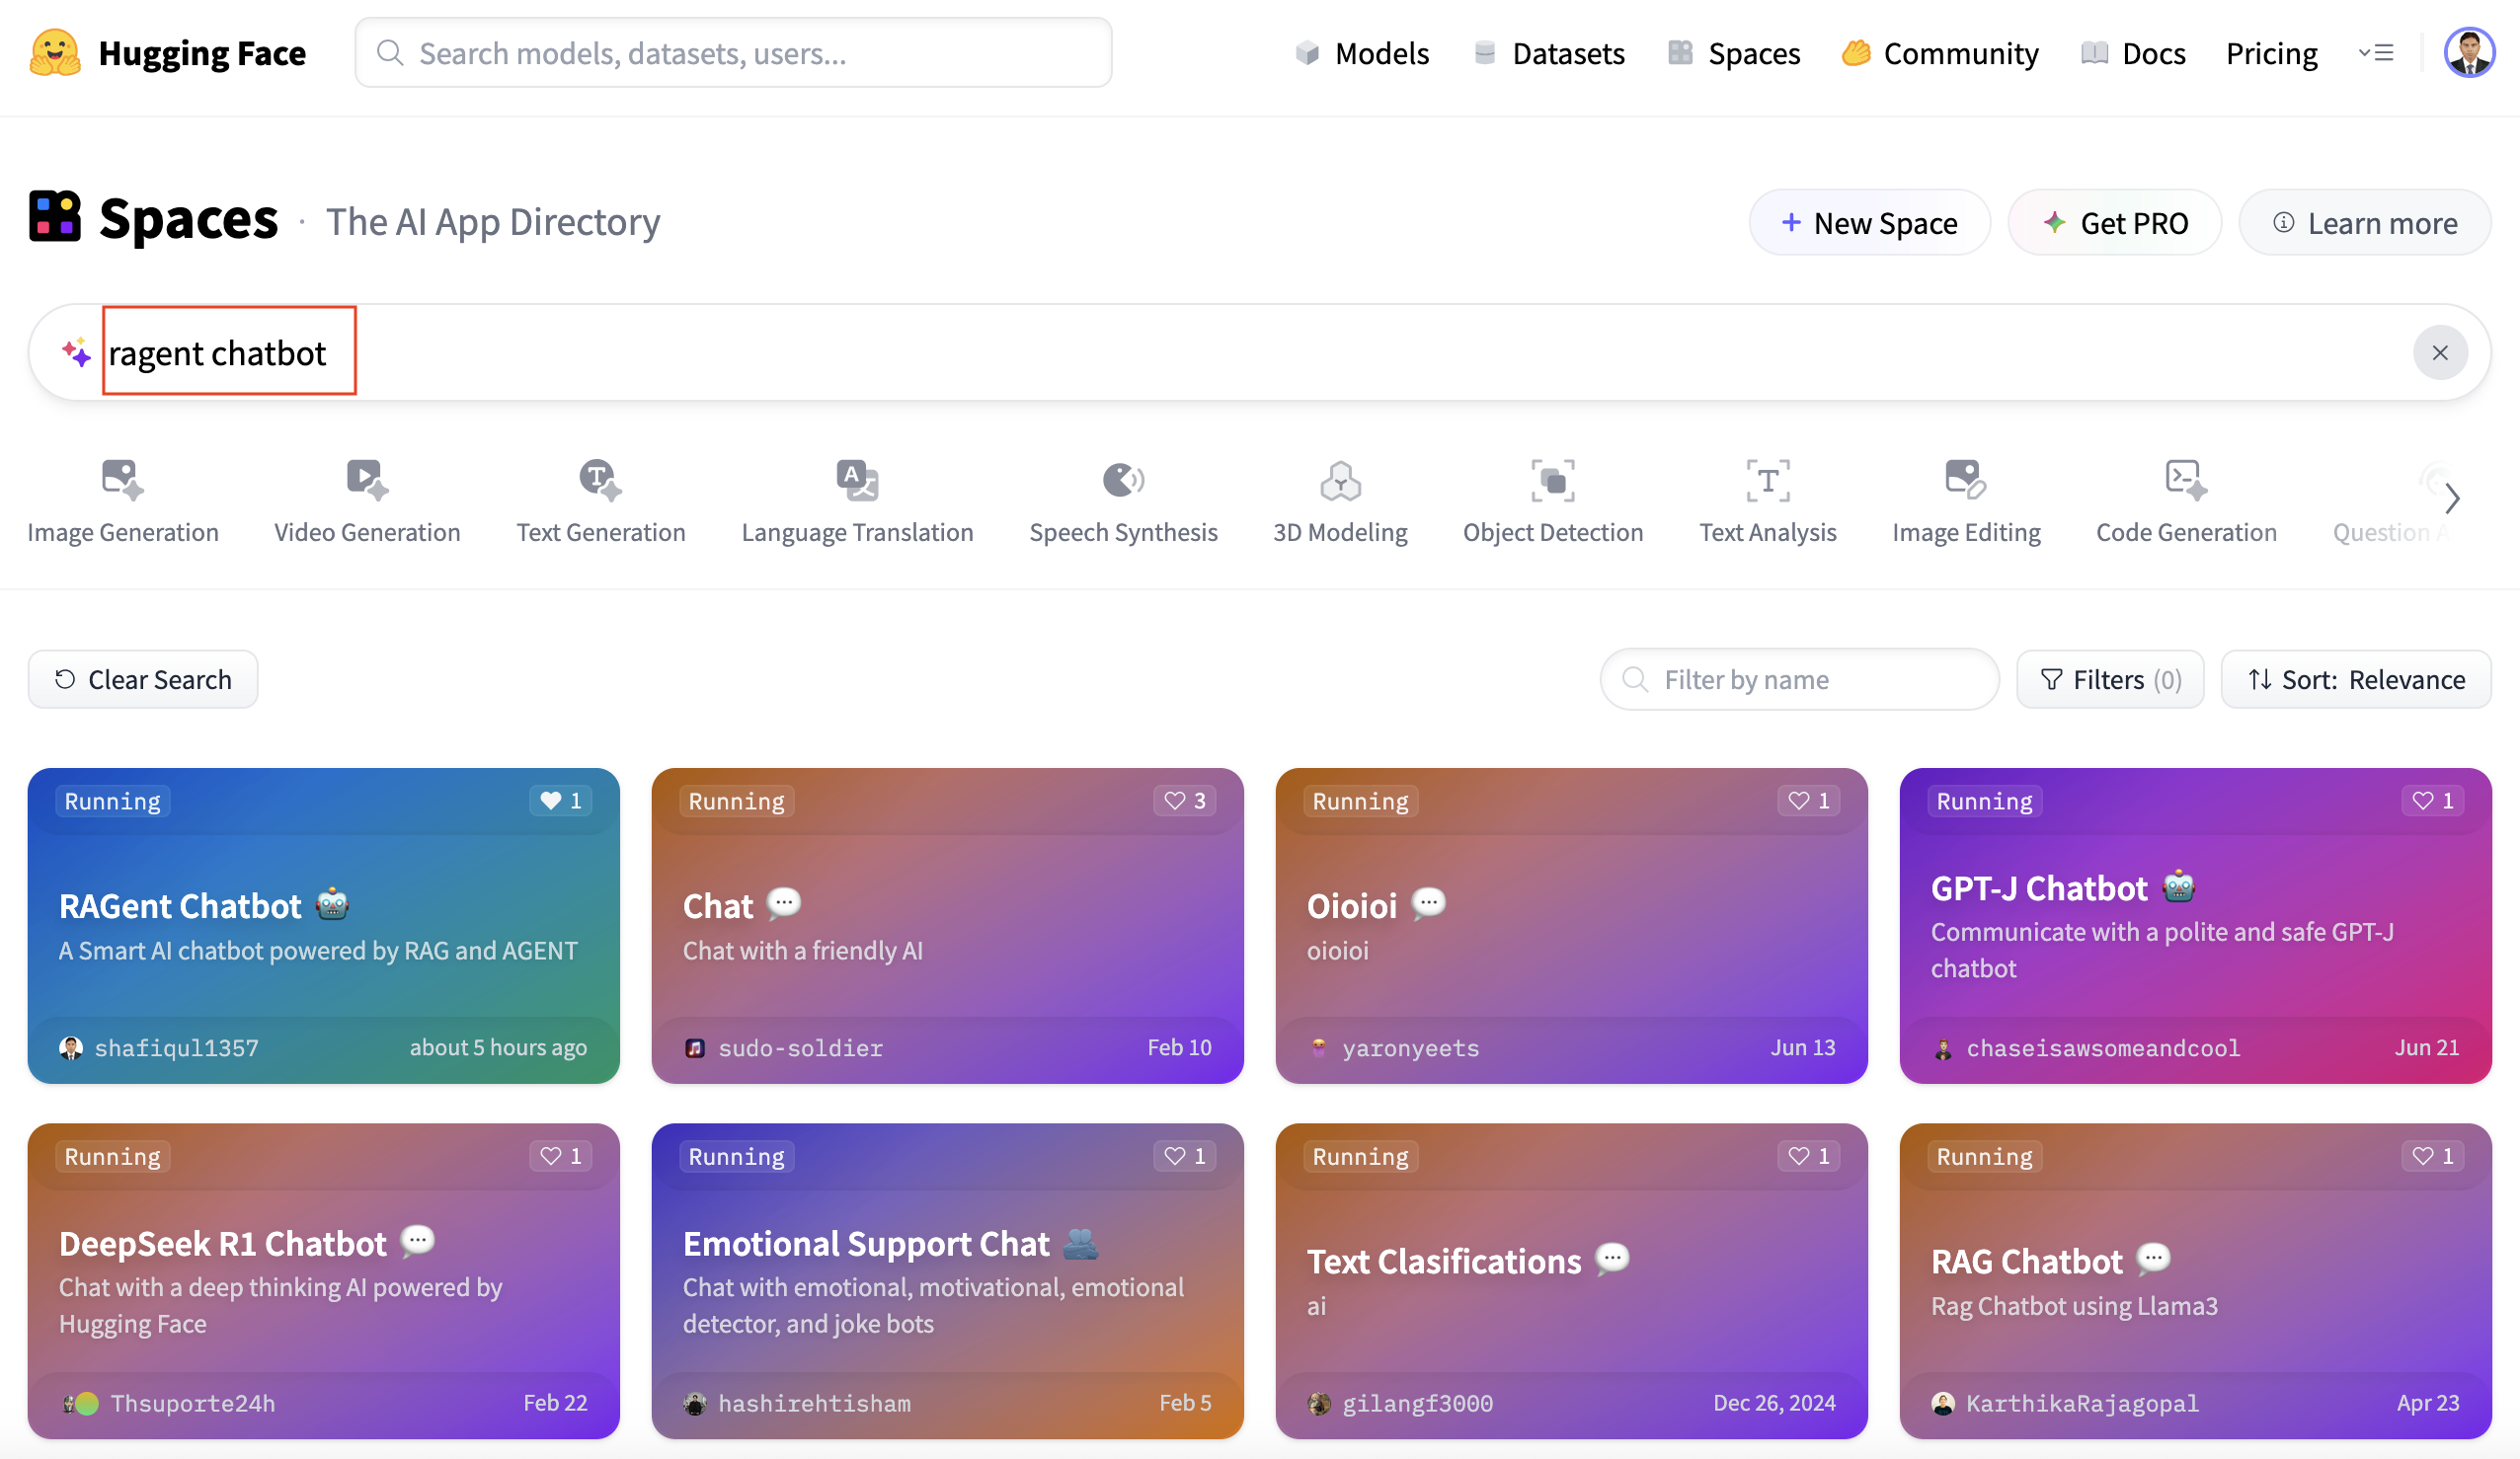 Hugging Face
Search models, datasets, users...
Models
Datasets
Spaces
Community
Docs
Pricing
Spaces · The AI App Directory
+ New Space
Get PRO
Learn more
ragent chatbot
Image Generation
Video Generation
Text Generation
Language Translation
Speech Synthesis
3D Modeling
Object Detection
Text Analysis
Image Editing
Code Generation
Question A
Clear Search
Filter by name
Filters (0)
Sort: Relevance
Running
1
RAGent Chatbot
A Smart AI chatbot powered by RAG and AGENT
shafiqul1357
about 5 hours ago
Running
3
Chat
Chat with a friendly AI
sudo-soldier
Feb 10
Running
1
Oioioi
oioioi
yaronyeets
Jun 13
Running
1
GPT-J Chatbot
Communicate with a polite and safe GPT-J
chatbot
chaseisawsomeandcool
Jun 21
Running
1
DeepSeek R1 Chatbot
Chat with a deep thinking AI powered by
Hugging Face
Thsuporte24h
Feb 22
Running
1
Emotional Support Chat
Chat with emotional, motivational, emotional
detector, and joke bots
hashirehtisham
Feb 5
Running
1
Text Clasifications
ai
gilangf3000
Dec 26, 2024
Running
1
RAG Chatbot
Rag Chatbot using Llama3
KarthikaRajagopal
Apr 23